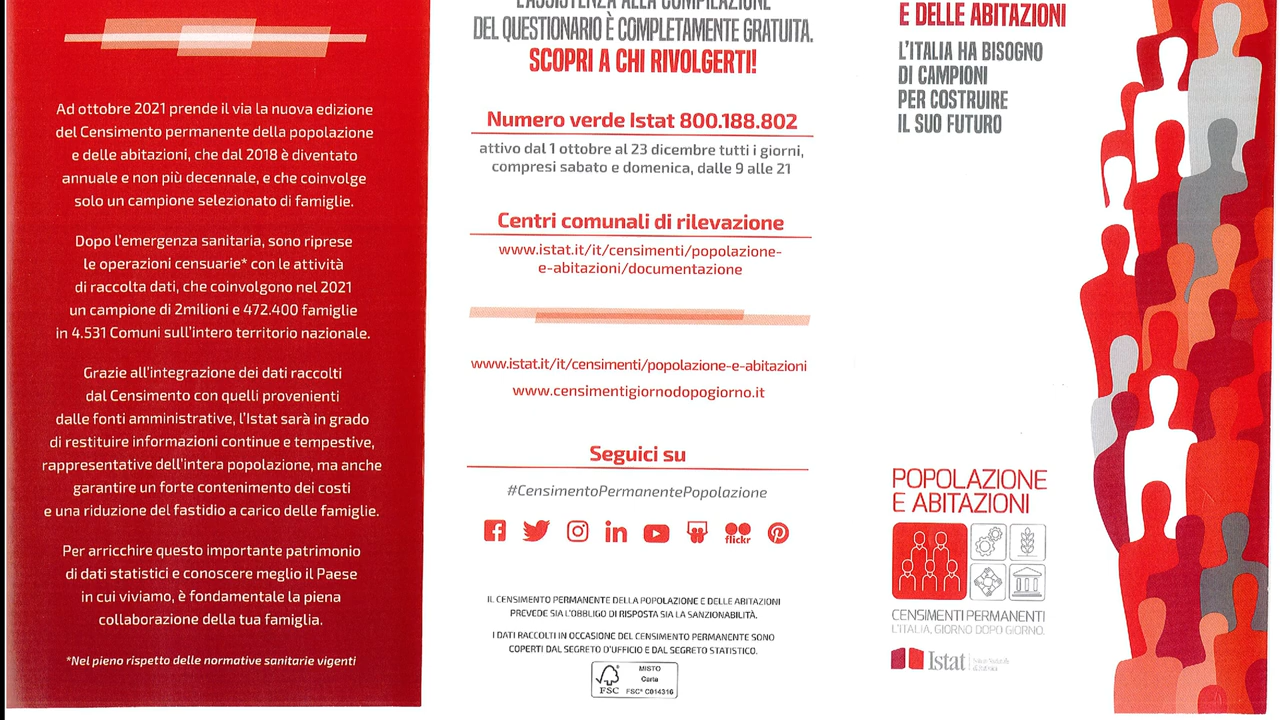 Ad ottobre 2021 prende il via la nuova edizione
del Censimento permanente della popolazione
e delle abitazioni, che dal 2018 è diventato
annuale e non più decennale, e che coinvolge
solo un campione selezionato di famiglie.
Dopo l'emergenza sanitaria, sono riprese
le operazioni censuarie* con le attività
di raccolta dati, che coinvolgono nel 2021
un campione di 2milioni e 472.400 famiglie
in 4.531 Comuni sull'intero territorio nazionale.
Grazie all'integrazione dei dati raccolti
dal Censimento con quelli provenienti
dalle fonti amministrative, l'Istat sarà in grado
di restituire informazioni continue e tempestive,
rappresentative dell'intera popolazione, ma anche
garantire un forte contenimento dei costi
e una riduzione del fastidio a carico delle famiglie.
Per arricchire questo importante patrimonio
di dati statistici e conoscere meglio il Paese
in cui viviamo, è fondamentale la piena
collaborazione della tua famiglia.
*Nel pieno rispetto delle normative sanitarie vigenti
L'ASSISTENZA ALLA COMPILAZIONE
DEL QUESTIONARIO È COMPLETAMENTE GRATUITA.
SCOPRI A CHI RIVOLGERTI!
Numero verde Istat 800.188.802
attivo dal 1 ottobre al 23 dicembre tutti i giorni,
compresi sabato e domenica, dalle 9 alle 21
Centri comunali di rilevazione
www.istat.it/it/censimenti/popolazione-
e-abitazioni/documentazione
www.istat.it/it/censimenti/popolazione-e-abitazioni
www.censimentigiornodopogiorno.it
Seguici su
#CensimentoPermanentePopolazione
flickr
IL CENSIMENTO PERMANENTE DELLA POPOLAZIONE E DELLE ABITAZIONI
PREVEDE SIA L'OBBLIGO DI RISPOSTA SIA LA SANZIONABILITÀ.
I DATI RACCOLTI IN OCCASIONE DEL CENSIMENTO PERMANENTE SONO
COPERTI DAL SEGRETO D'UFFICIO E DAL SEGRETO STATISTICO.
FSC
MISTO
Carta
FSC® C014316
E DELLE ABITAZIONI
L'ITALIA HA BISOGNO
DI CAMPIONI
PER COSTRUIRE
IL SUO FUTURO
POPOLAZIONE
E ABITAZIONI
CENSIMENTI PERMANENTI
L'ITALIA, GIORNO DOPO GIORNO.
Istat